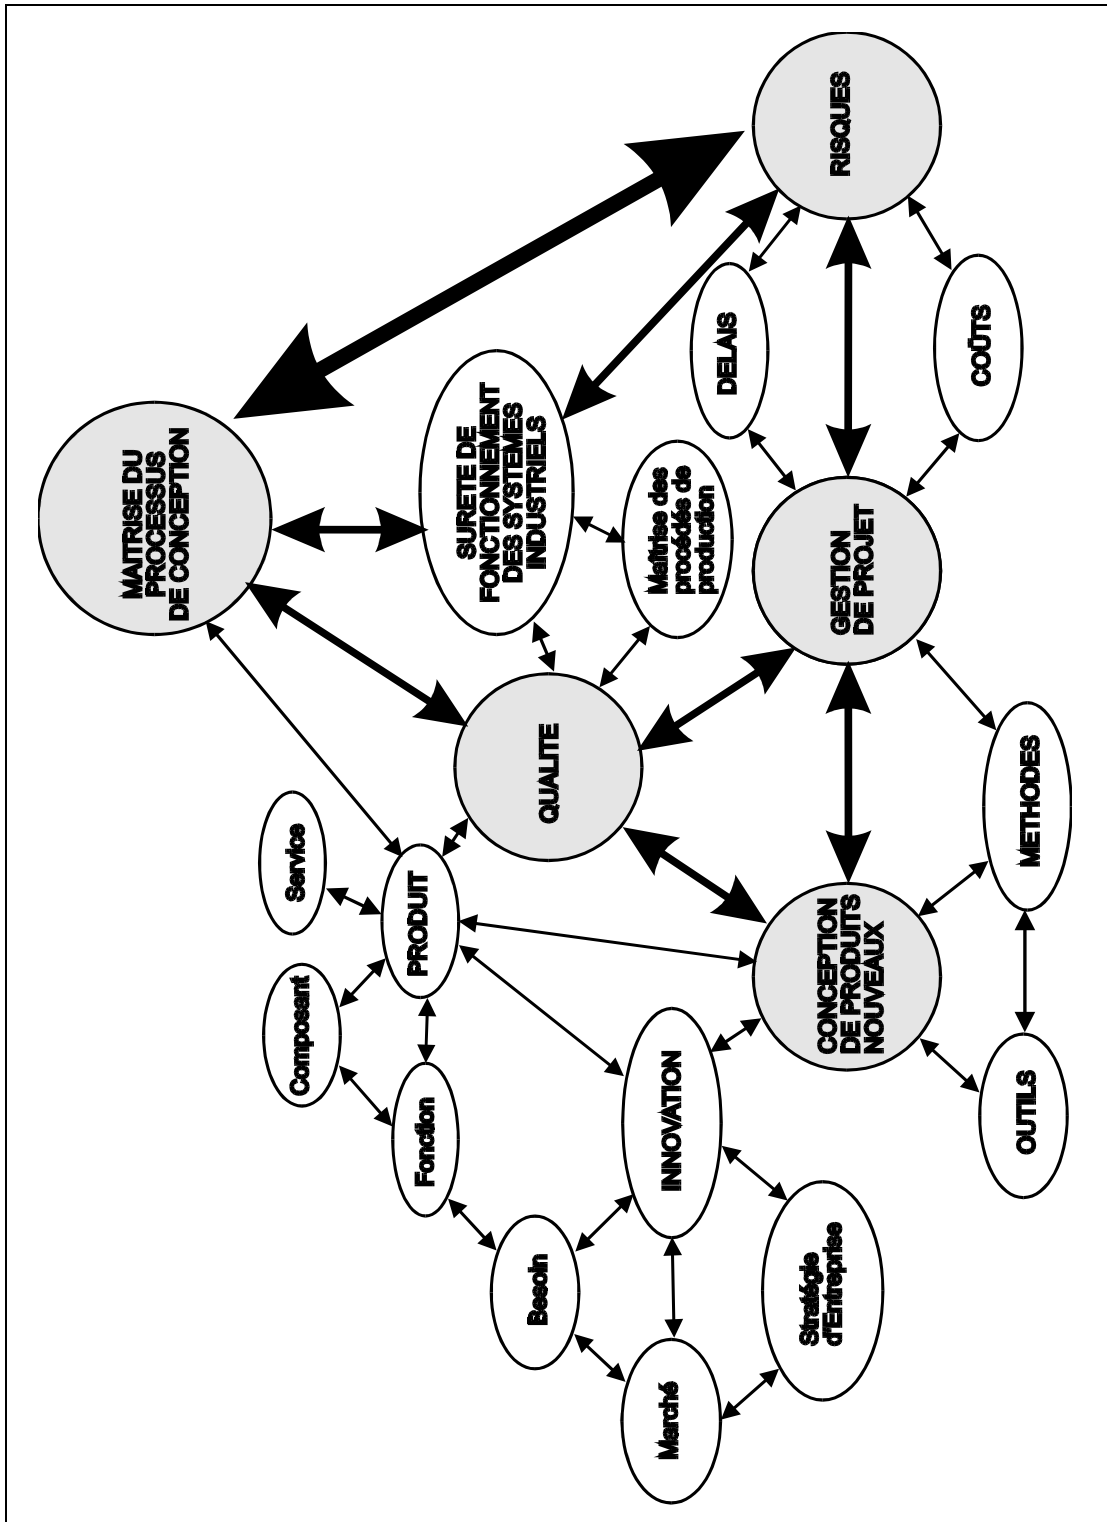 MAITRISE DU
PROCESSUS
DE CONCEPTION
Composant
Service
Fonction
PRODUIT
SURETE DE
FONCTIONNEMENT
DES SYSTEMES
INDUSTRIELS
Besoin
QUALITE
Marché
INNOVATION
Maîtrise des
procédés de
production
DELAIS
Stratégie
d'Entreprise
CONCEPTION
DE PRODUITS
NOUVEAUX
GESTION
DE PROJET
RISQUES
COÛTS
OUTILS
METHODES